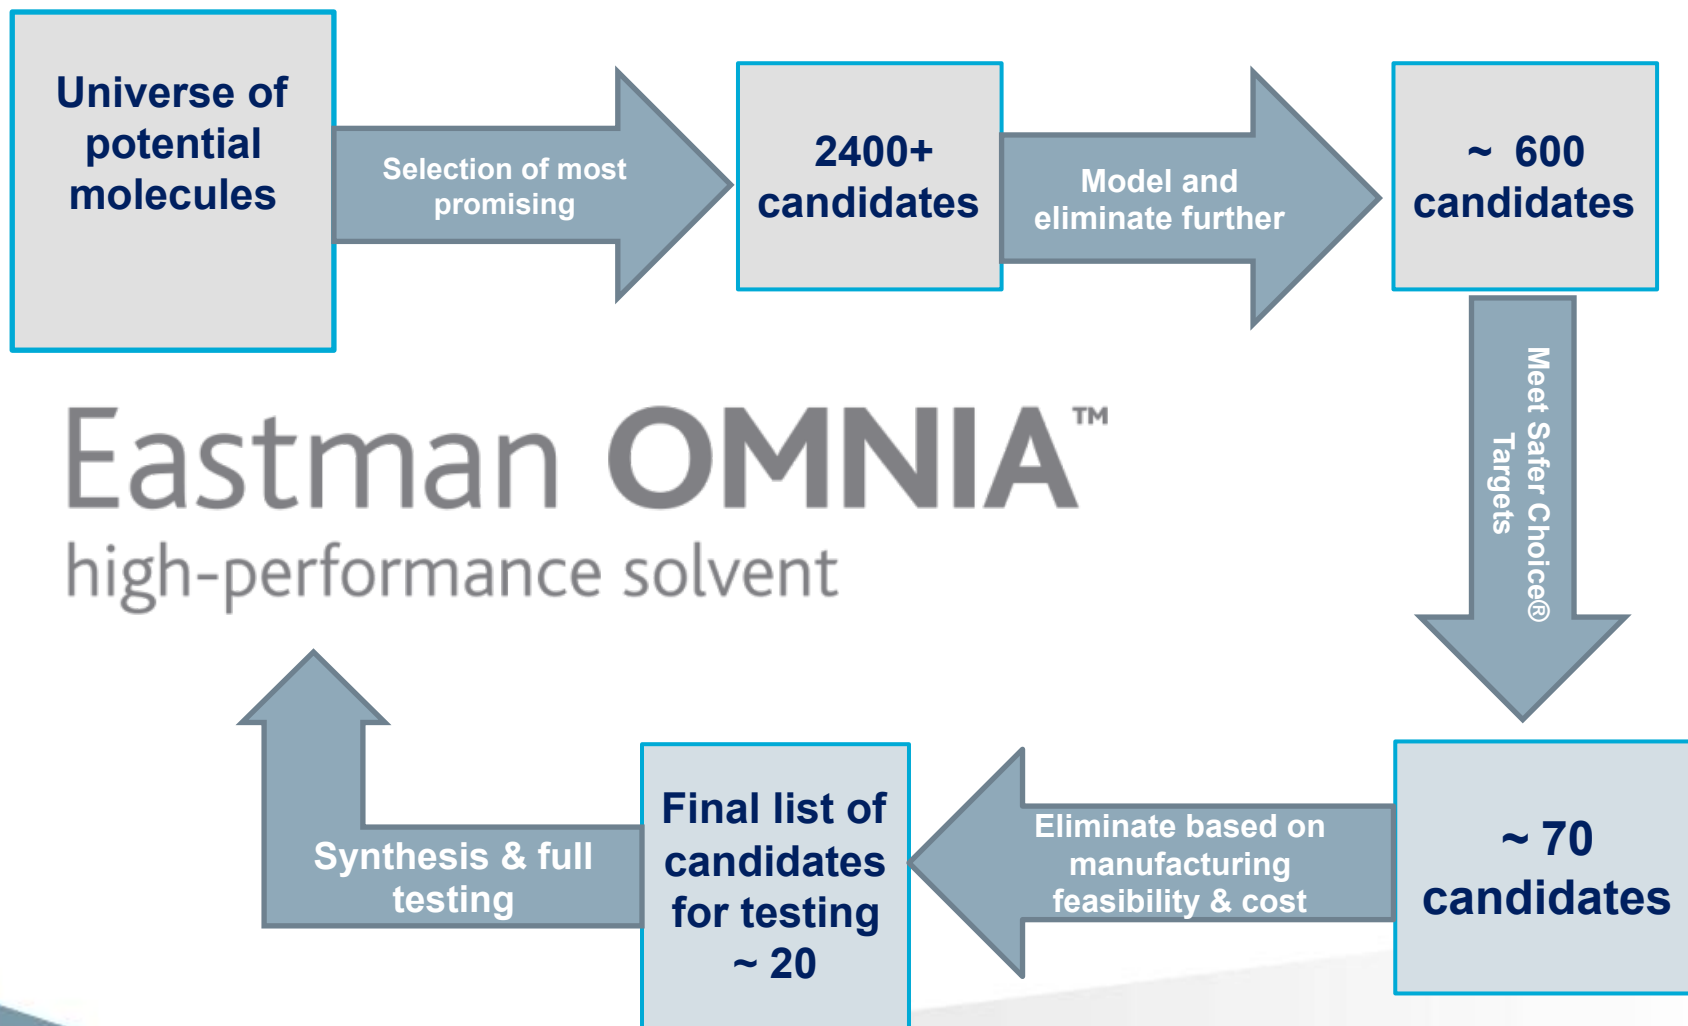 Universe of
potential
molecules
Selection of most
promising
2400+
candidates
Model and
eliminate further
~ 600
candidates
Meet Safer Choice®
Targets
Eastman OMNIA™
high-performance solvent
~ 70
candidates
Eliminate based on
manufacturing
feasibility & cost
Final list of
candidates
for testing
~ 20
Synthesis & full
testing